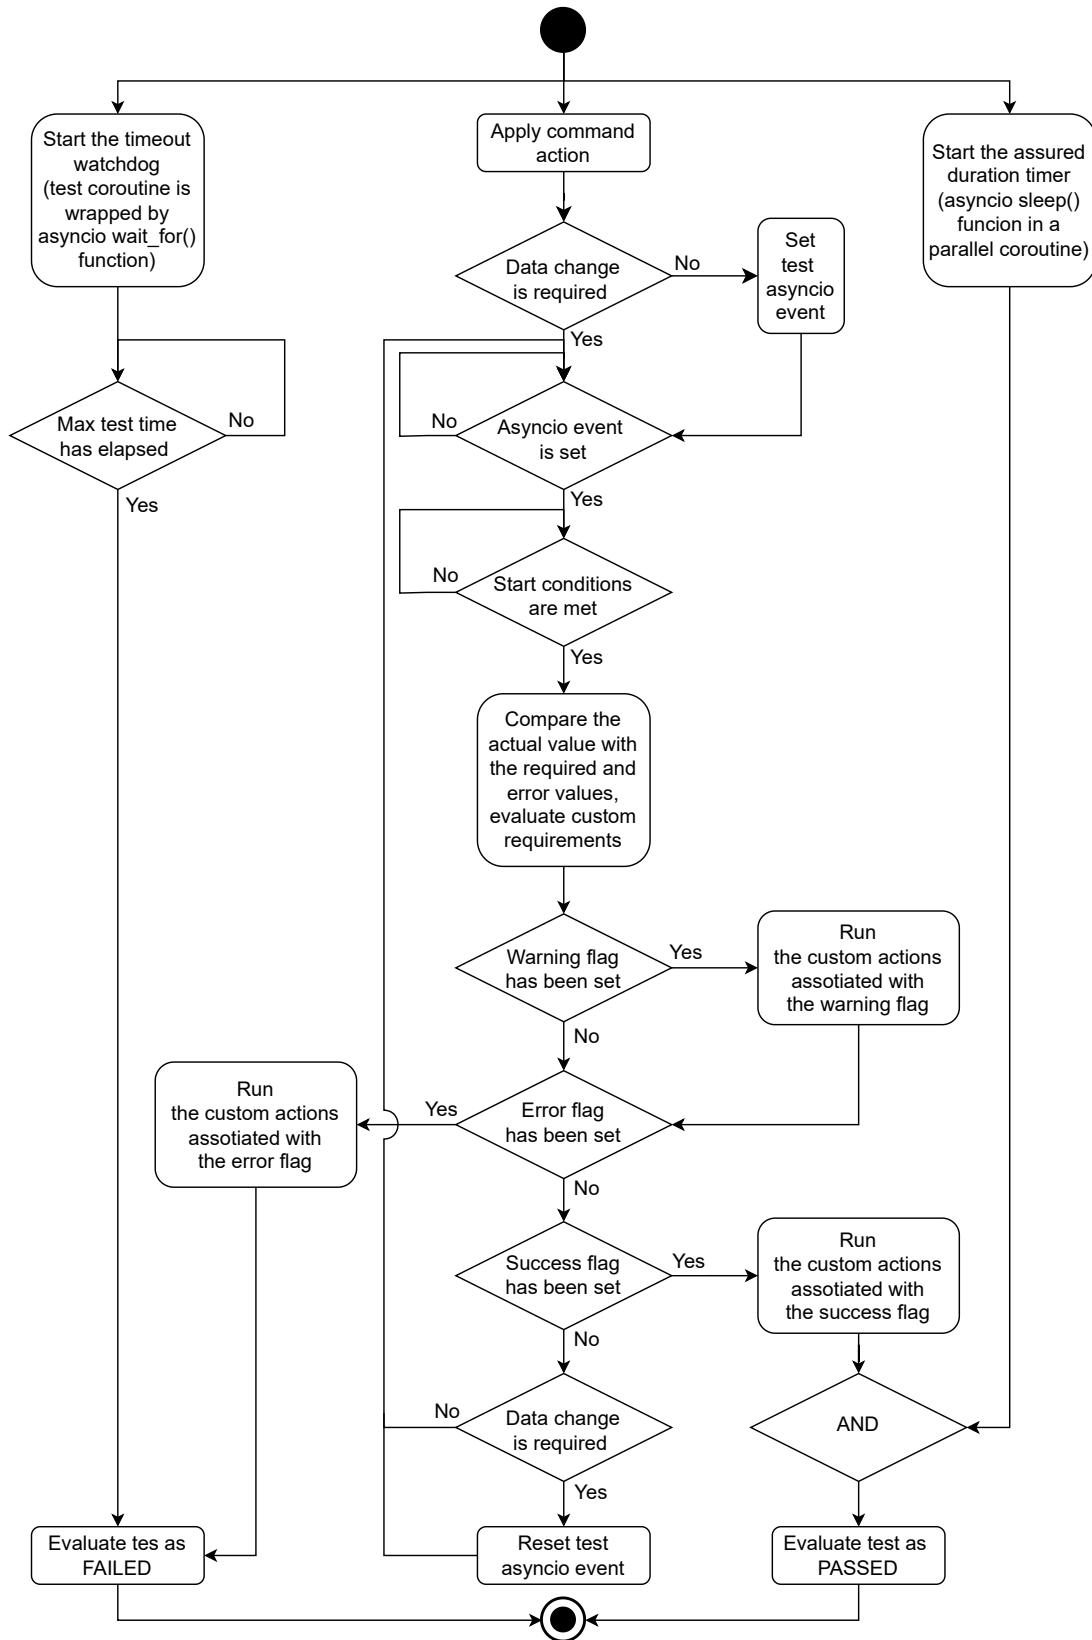 Start the timeout
watchdog
(test coroutine is
wrapped by
asyncio wait_for()
function)
Apply command
action
Start the assured
duration timer
(asyncio sleep()
funcion in a
parallel coroutine)
Data change
is required
No
Set
test
asyncio
event
Yes
Max test time
has elapsed
No
Yes
No
Asyncio event
is set
Yes
No
Start conditions
are met
Yes
Compare the
actual value with
the required and
error values,
evaluate custom
requirements
Warning flag
has been set
Yes
Run
the custom actions
assotiated with
the warning flag
No
Run
the custom actions
assotiated with
the error flag
Yes
Error flag
has been set
No
Success flag
has been set
Yes
Run
the custom actions
assotiated with
the success flag
No
No
Data change
is required
AND
Yes
Evaluate tes as
FAILED
Reset test
asyncio event
Evaluate test as
PASSED